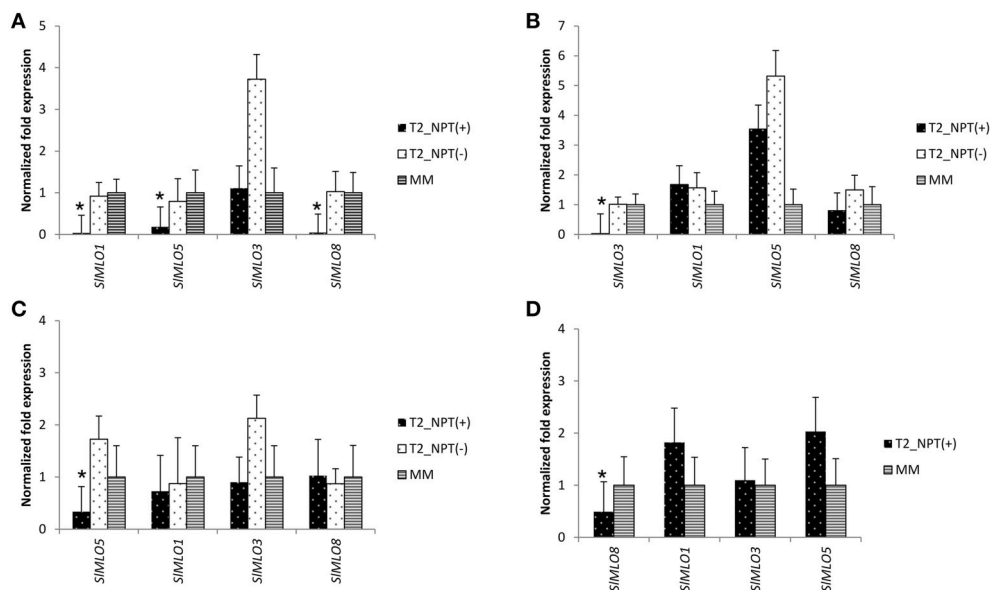 A
Normalized fold expression
5
4
3
2
1
0
*
*
*
SlMLO1
SlMLO5
SlMLO3
SlMLO8
T2_NPT(+)
T2_NPT(-)
MM
B
Normalized fold expression
7
6
5
4
3
2
1
0
*
SlMLO3
SlMLO1
SlMLO5
SlMLO8
T2_NPT(+)
T2_NPT(-)
MM
C
Normalized fold expression
4
3
2
1
0
*
SlMLO5
SlMLO1
SlMLO3
SlMLO8
T2_NPT(+)
T2_NPT(-)
MM
D
Normalized fold expression
4
3
2
1
0
*
SlMLO8
SlMLO1
SlMLO3
SlMLO5
T2_NPT(+)
MM